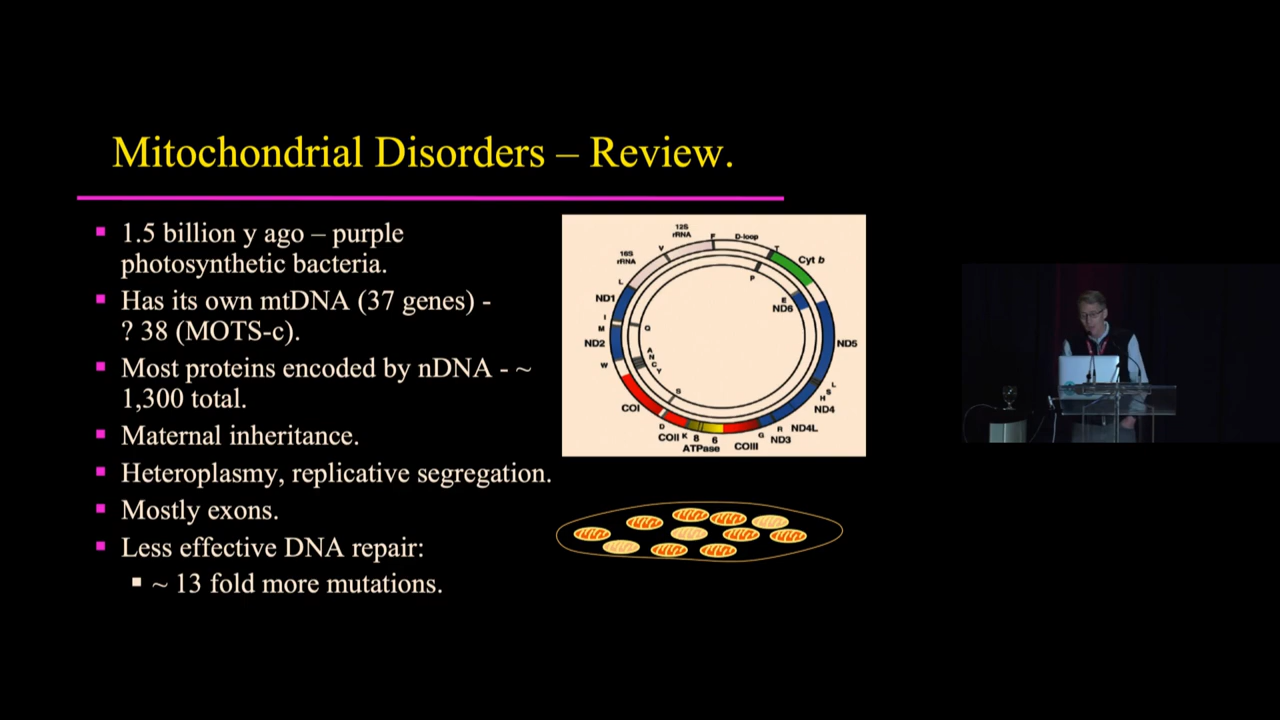 Mitochondrial Disorders – Review.
▪ 1.5 billion y ago – purple
photosynthetic bacteria.
▪ Has its own mtDNA (37 genes) -
? 38 (MOTS-c).
▪ Most proteins encoded by nDNA - ~
1,300 total.
▪ Maternal inheritance.
▪ Heteroplasmy, replicative segregation.
▪ Mostly exons.
▪ Less effective DNA repair:
▪ ~ 13 fold more mutations.
12S
rRNA
F
D-loop
T
Cyt b
V
16S
rRNA
P
L
E
ND1
ND6
I
M
Q
ND2
ND5
A
N
C
Y
W
L
S
H
S
COI
ND4
D
COII
K
8
6
ATPase
COIII
G
R
ND3
ND4L